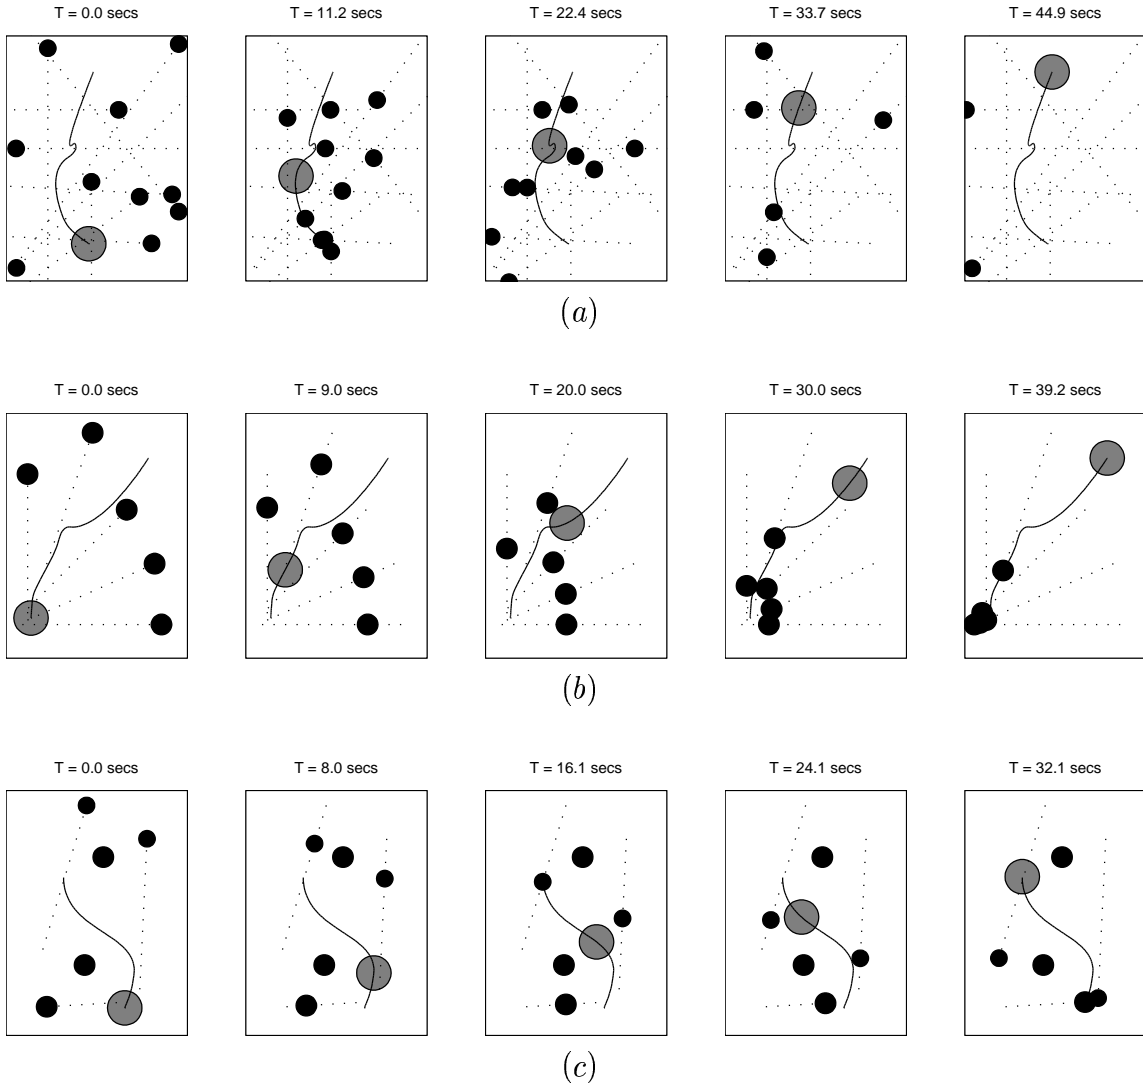 T = 0.0 secs T = 11.2 secs T = 22.4 secs T = 33.7 secs T = 44.9 secs
(a)
T = 0.0 secs T = 9.0 secs T = 20.0 secs T = 30.0 secs T = 39.2 secs
(b)
T = 0.0 secs T = 8.0 secs T = 16.1 secs T = 24.1 secs T = 32.1 secs
(c)